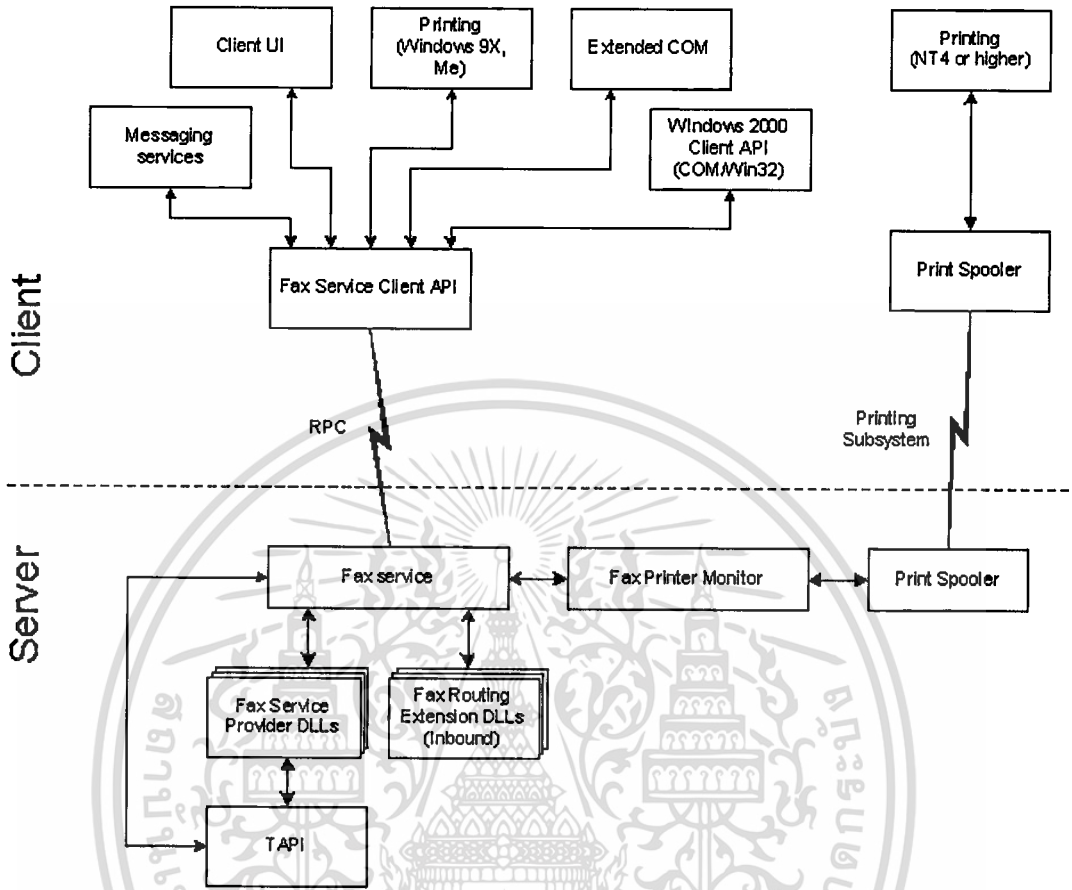 Client UI
Printing
(Windows 9X,
Me)
Extended COM
Printing
(NT4 or higher)
Messaging
services
Windows 2000
Client API
(COM/Win32)
Fax Service Client API
Print Spooler
Client
RPC
Printing
Subsystem
Server
Fax service
Fax Printer Monitor
Print Spooler
Fax Service
Provider DLLs
Fax Routing
Extension DLLs
(Inbound)
TAPI